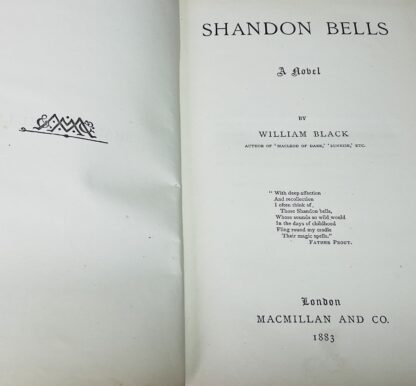 SHANDON BELLS
A Novel
BY
WILLIAM BLACK
AUTHOR OF 'MACLEOD OF DARE,' 'SUNRISE,' ETC.
"With deep affection
And recollection
I often think of
Those Shandon bells,
Whose sounds so wild would
In the days of childhood
Fling round my cradle
Their magic spells."
FATHER PROUT.
London
MACMILLAN AND CO.
1883